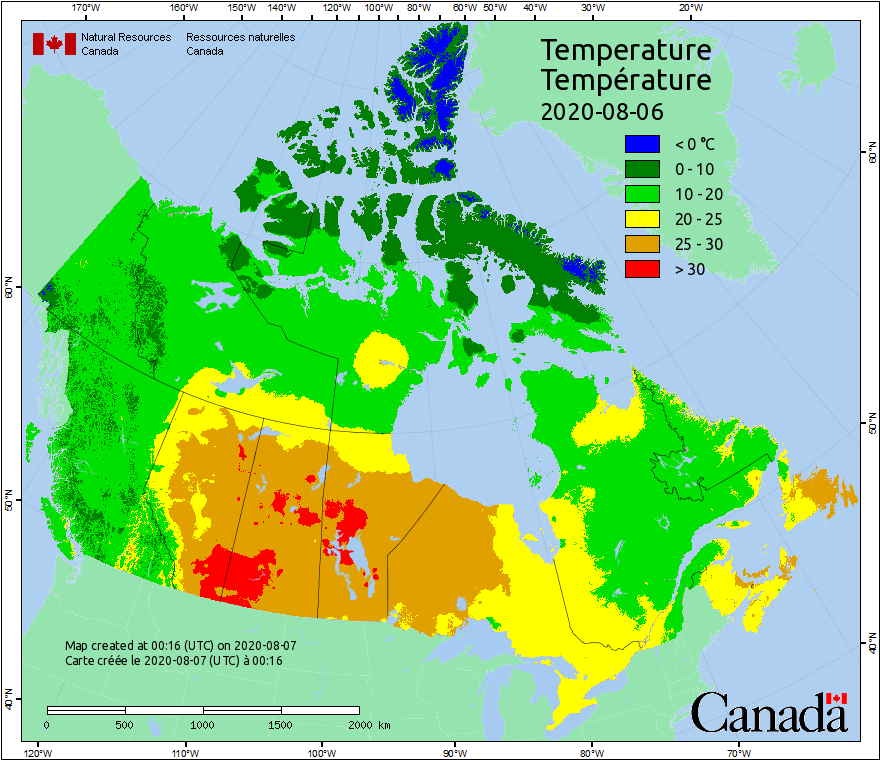 170°W 160°W 150°W 140°W 130°W 120°W 110°W 100°W 90°W 80°W 60°W 50°W 40°W 30°W 20°W
Natural Resources Ressources naturelles
Canada Canada
Temperature
Température
2020-08-06
< 0 °C
0 - 10
10 - 20
20 - 25
25 - 30
> 30
60°N
60°N
50°N
50°N
40°N
40°N
Map created at 00:16 (UTC) on 2020-08-07
Carte créée le 2020-08-07 (UTC) à 00:16
0 500 1000 1500 2000 km
Canada
120°W 110°W 100°W 90°W 80°W 70°W